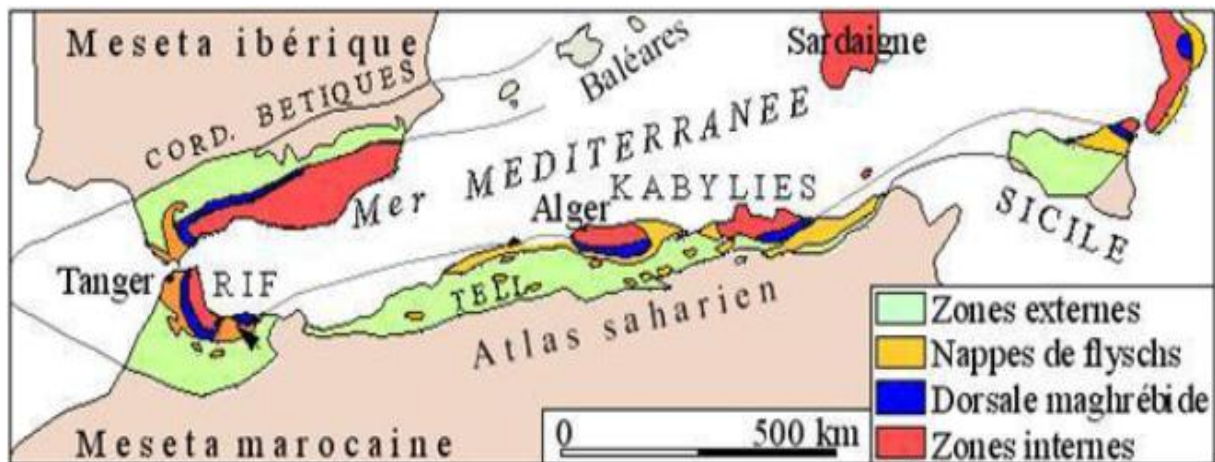 Meseta ibérique
CORD. BETIQUES
Baléares
Sardaigne
Mer MEDITERRANEE
KABYLIES
Alger
SICILE
Tanger
RIF
TELL
Atlas saharien
Meseta marocaine
0 500 km
Zones externes
Nappes de flyschs
Dorsale maghrébide
Zones internes